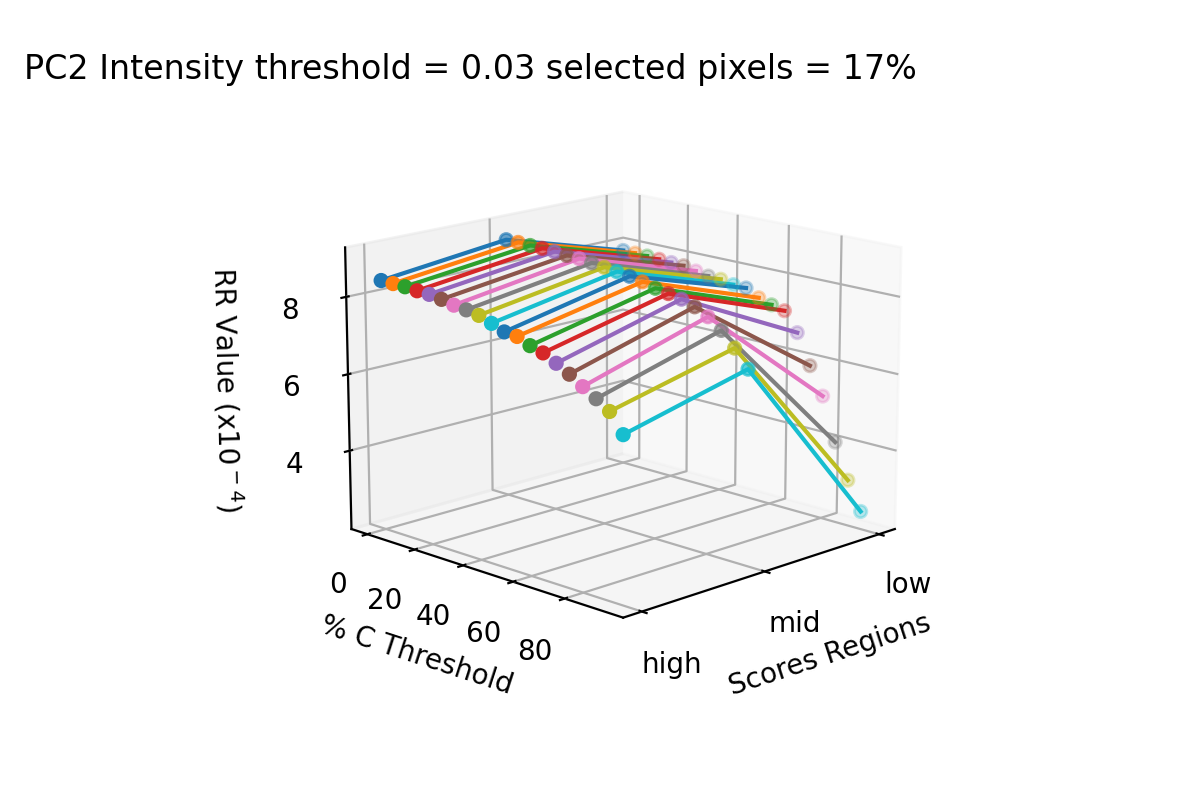 PC2 Intensity threshold = 0.03 selected pixels = 17%
RR Value (x10⁻⁴)
8
6
4
0
20
40
60
80
% C Threshold
high
mid
low
Scores Regions